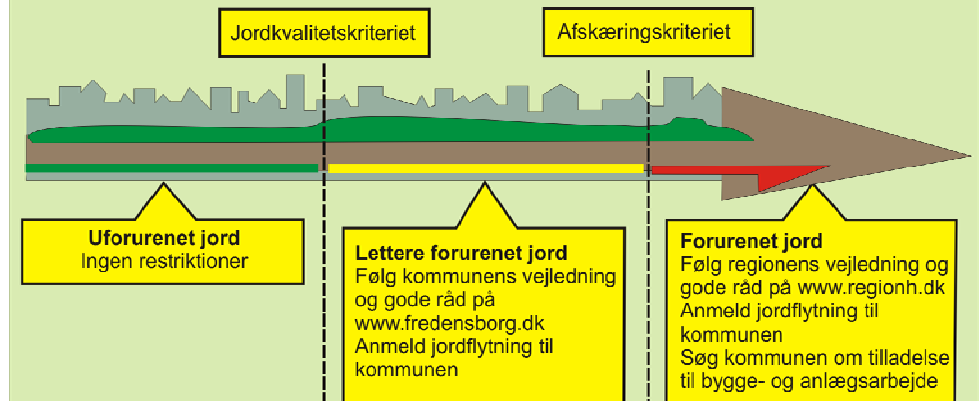 Jordkvalitetskriteriet
Afskæringskriteriet
Uforurenet jord
Ingen restriktioner
Lettere forurenet jord
Følg kommunens vejledning
og gode råd på
www.fredensborg.dk
Anmeld jordflytning til
kommunen
Forurenet jord
Følg regionens vejledning og
gode råd på www.regionh.dk
Anmeld jordflytning til
kommunen
Søg kommunen om tilladelse
til bygge- og anlægsarbejde